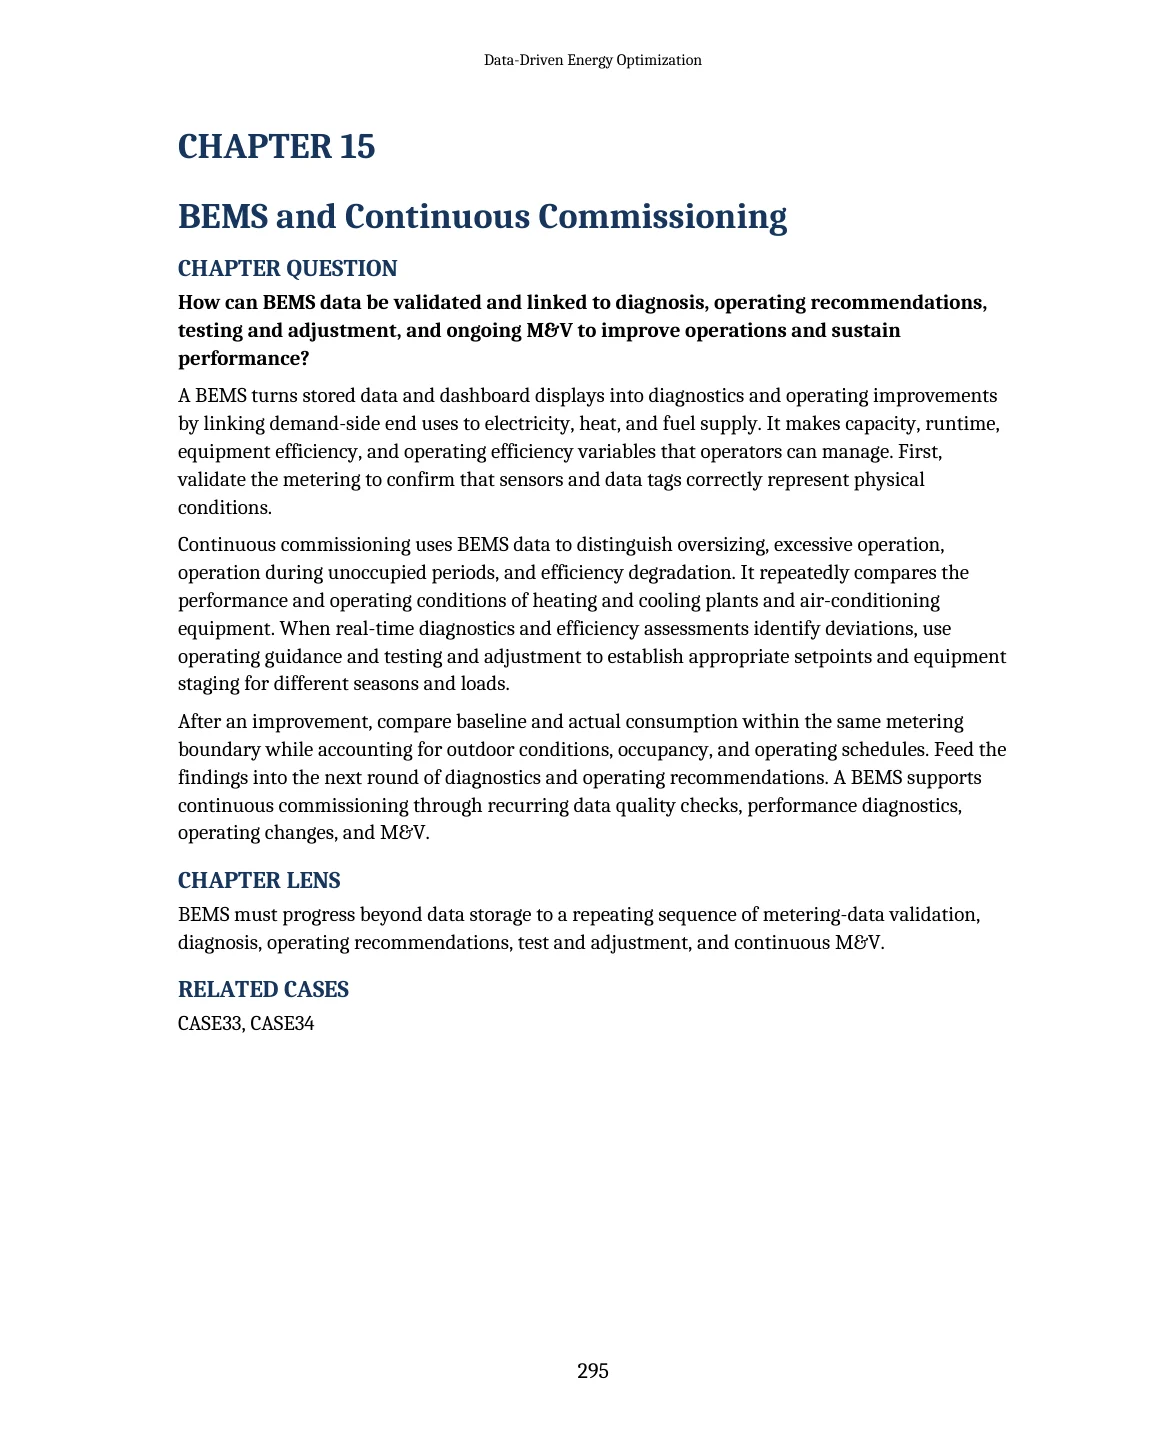 Data-Driven Energy Optimization
CHAPTER 15
BEMS and Continuous Commissioning
CHAPTER QUESTION
How can BEMS data be validated and linked to diagnosis, operating recommendations,
testing and adjustment, and ongoing M&V to improve operations and sustain
performance?
A BEMS turns stored data and dashboard displays into diagnostics and operating improvements
by linking demand-side end uses to electricity, heat, and fuel supply. It makes capacity, runtime,
equipment efficiency, and operating efficiency variables that operators can manage. First,
validate the metering to confirm that sensors and data tags correctly represent physical
conditions.
Continuous commissioning uses BEMS data to distinguish oversizing, excessive operation,
operation during unoccupied periods, and efficiency degradation. It repeatedly compares the
performance and operating conditions of heating and cooling plants and air-conditioning
equipment. When real-time diagnostics and efficiency assessments identify deviations, use
operating guidance and testing and adjustment to establish appropriate setpoints and equipment
staging for different seasons and loads.
After an improvement, compare baseline and actual consumption within the same metering
boundary while accounting for outdoor conditions, occupancy, and operating schedules. Feed the
findings into the next round of diagnostics and operating recommendations. A BEMS supports
continuous commissioning through recurring data quality checks, performance diagnostics,
operating changes, and M&V.
CHAPTER LENS
BEMS must progress beyond data storage to a repeating sequence of metering-data validation,
diagnosis, operating recommendations, test and adjustment, and continuous M&V.
RELATED CASES
CASE33, CASE34
295